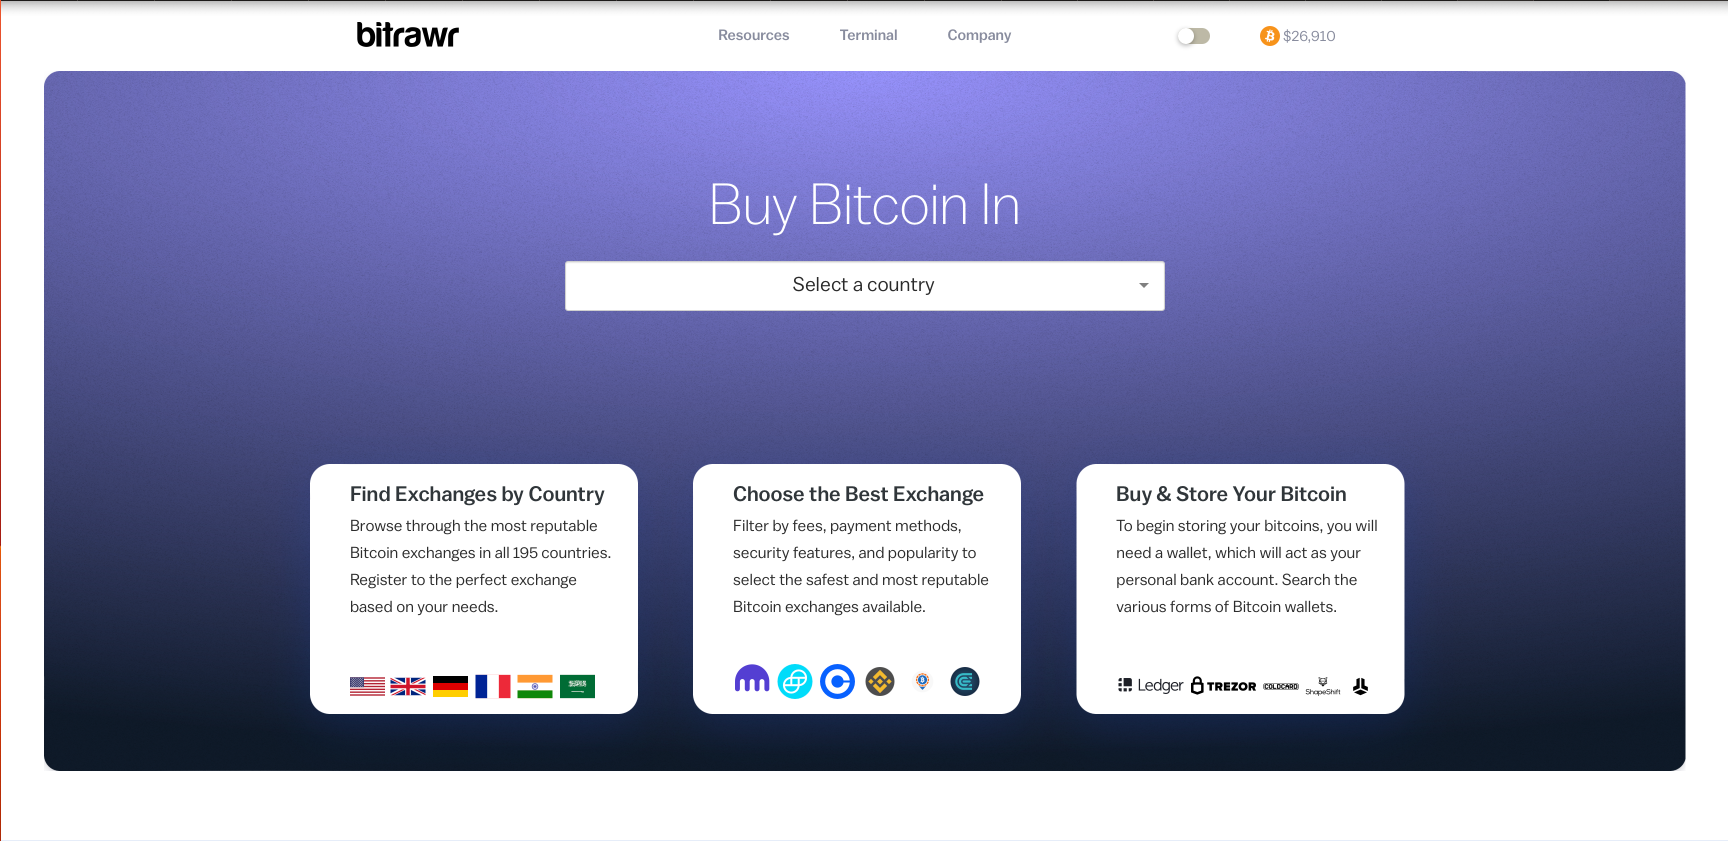 bitrawr
Resources
Terminal
Company
$26,910
Buy Bitcoin In
Select a country
Find Exchanges by Country
Browse through the most reputable
Bitcoin exchanges in all 195 countries.
Register to the perfect exchange
based on your needs.
Choose the Best Exchange
Filter by fees, payment methods,
security features, and popularity to
select the safest and most reputable
Bitcoin exchanges available.
Buy & Store Your Bitcoin
To begin storing your bitcoins, you will
need a wallet, which will act as your
personal bank account. Search the
various forms of Bitcoin wallets.
Ledger
TREZOR
COLDCARD
ShapeShift